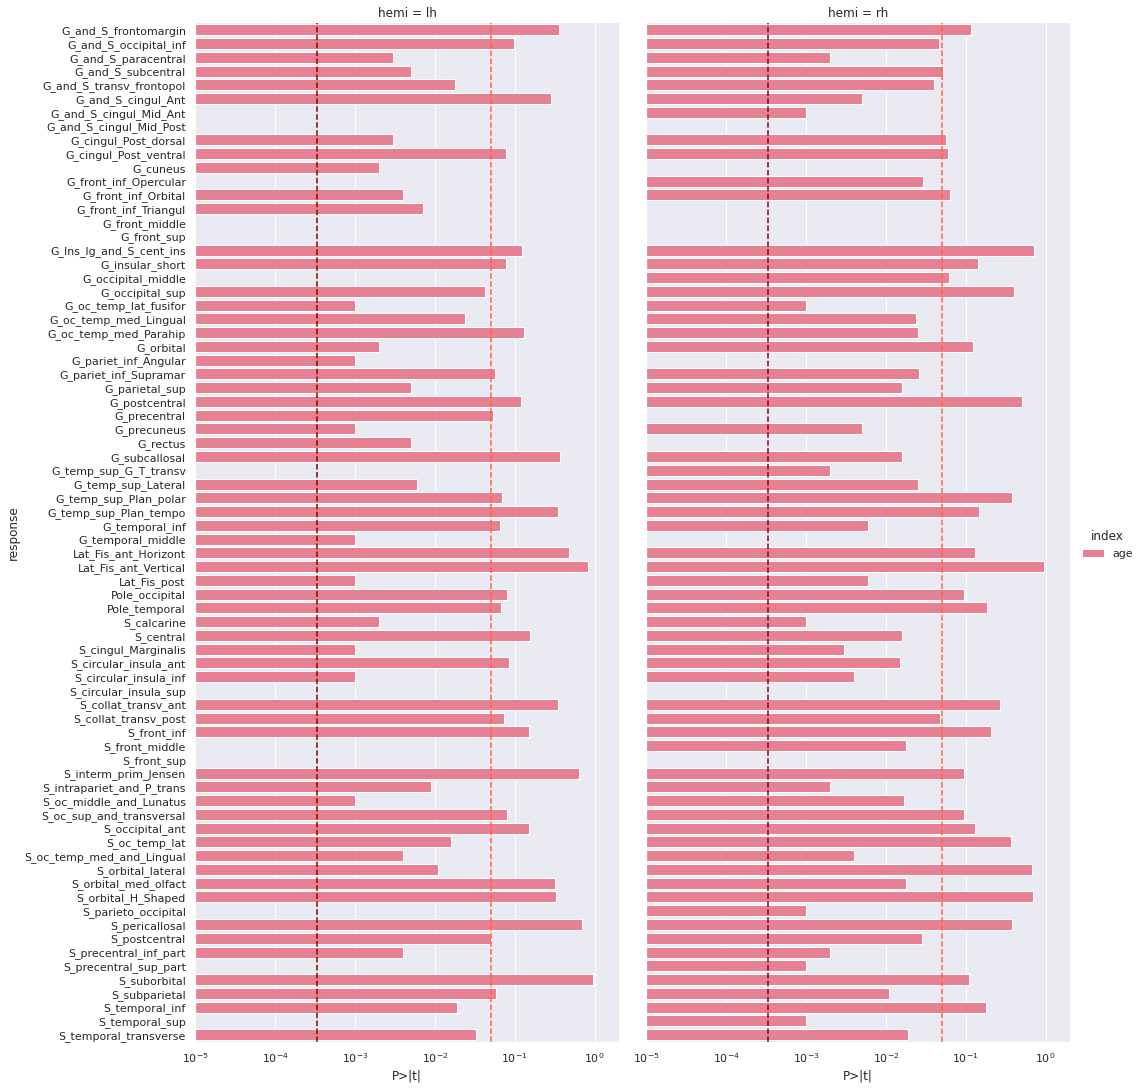 hemi = lh
hemi = rh
G_and_S_frontomargin
G_and_S_occipital_inf
G_and_S_paracentral
G_and_S_subcentral
G_and_S_transv_frontopol
G_and_S_cingul_Ant
G_and_S_cingul_Mid_Ant
G_and_S_cingul_Mid_Post
G_cingul_Post_dorsal
G_cingul_Post_ventral
G_cuneus
G_front_inf_Opercular
G_front_inf_Orbital
G_front_inf_Triangul
G_front_middle
G_front_sup
G_Ins_lg_and_S_cent_ins
G_insular_short
G_occipital_middle
G_occipital_sup
G_oc_temp_lat_fusifor
G_oc_temp_med_Lingual
G_oc_temp_med_Parahip
G_orbital
G_pariet_inf_Angular
G_pariet_inf_Supramar
G_parietal_sup
G_postcentral
G_precentral
G_precuneus
G_rectus
G_subcallosal
G_temp_sup_G_T_transv
G_temp_sup_Lateral
G_temp_sup_Plan_polar
G_temp_sup_Plan_tempo
G_temporal_inf
G_temporal_middle
Lat_Fis_ant_Horizont
Lat_Fis_ant_Vertical
Lat_Fis_post
Pole_occipital
Pole_temporal
S_calcarine
S_central
S_cingul_Marginalis
S_circular_insula_ant
S_circular_insula_inf
S_circular_insula_sup
S_collat_transv_ant
S_collat_transv_post
S_front_inf
S_front_middle
S_front_sup
S_interm_prim_Jensen
S_intrapariet_and_P_trans
S_oc_middle_and_Lunatus
S_oc_sup_and_transversal
S_occipital_ant
S_oc_temp_lat
S_oc_temp_med_and_Lingual
S_orbital_lateral
S_orbital_med_olfact
S_orbital_H_Shaped
S_parieto_occipital
S_pericallosal
S_postcentral
S_precentral_inf_part
S_precentral_sup_part
S_suborbital
S_subparietal
S_temporal_inf
S_temporal_sup
S_temporal_transverse
response
index
age
10⁻⁵ 10⁻⁴ 10⁻³ 10⁻² 10⁻¹ 10⁰
10⁻⁵ 10⁻⁴ 10⁻³ 10⁻² 10⁻¹ 10⁰
P>|t|
P>|t|